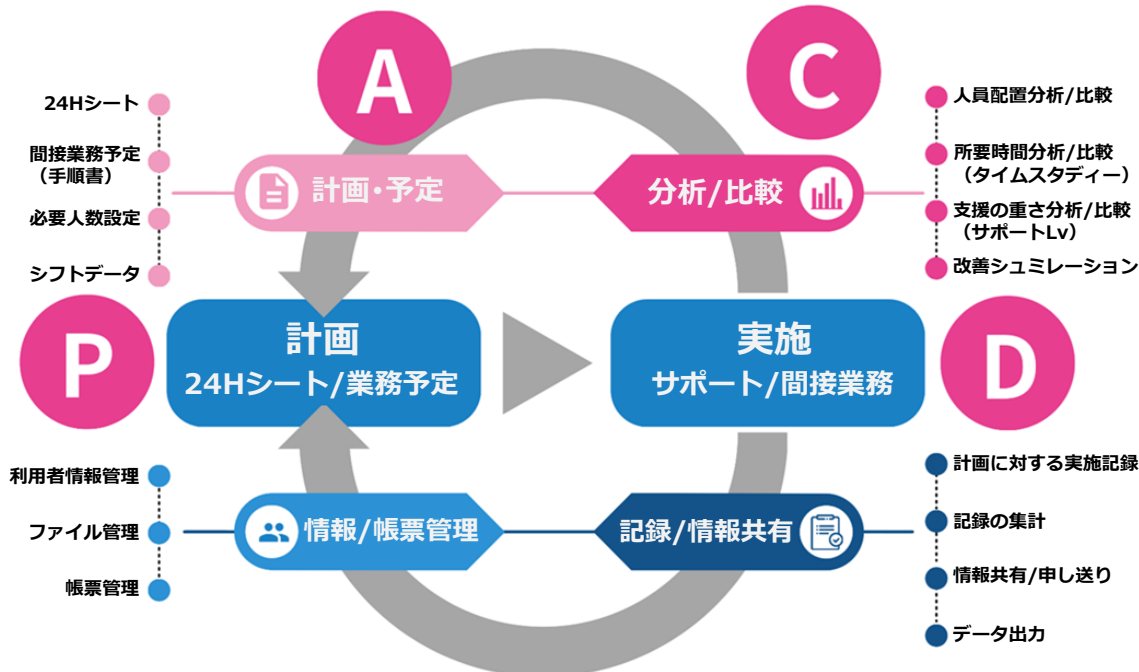 A
C
24Hシート
間接業務予定
（手順書）
必要人数設定
シフトデータ
計画・予定
分析/比較
人員配置分析/比較
所要時間分析/比較
（タイムスタディー）
支援の重さ分析/比較
（サポートLv）
改善シュミレーション
P
計画
24Hシート/業務予定
実施
サポート/間接業務
D
利用者情報管理
ファイル管理
帳票管理
情報/帳票管理
記録/情報共有
計画に対する実施記録
記録の集計
情報共有/申し送り
データ出力